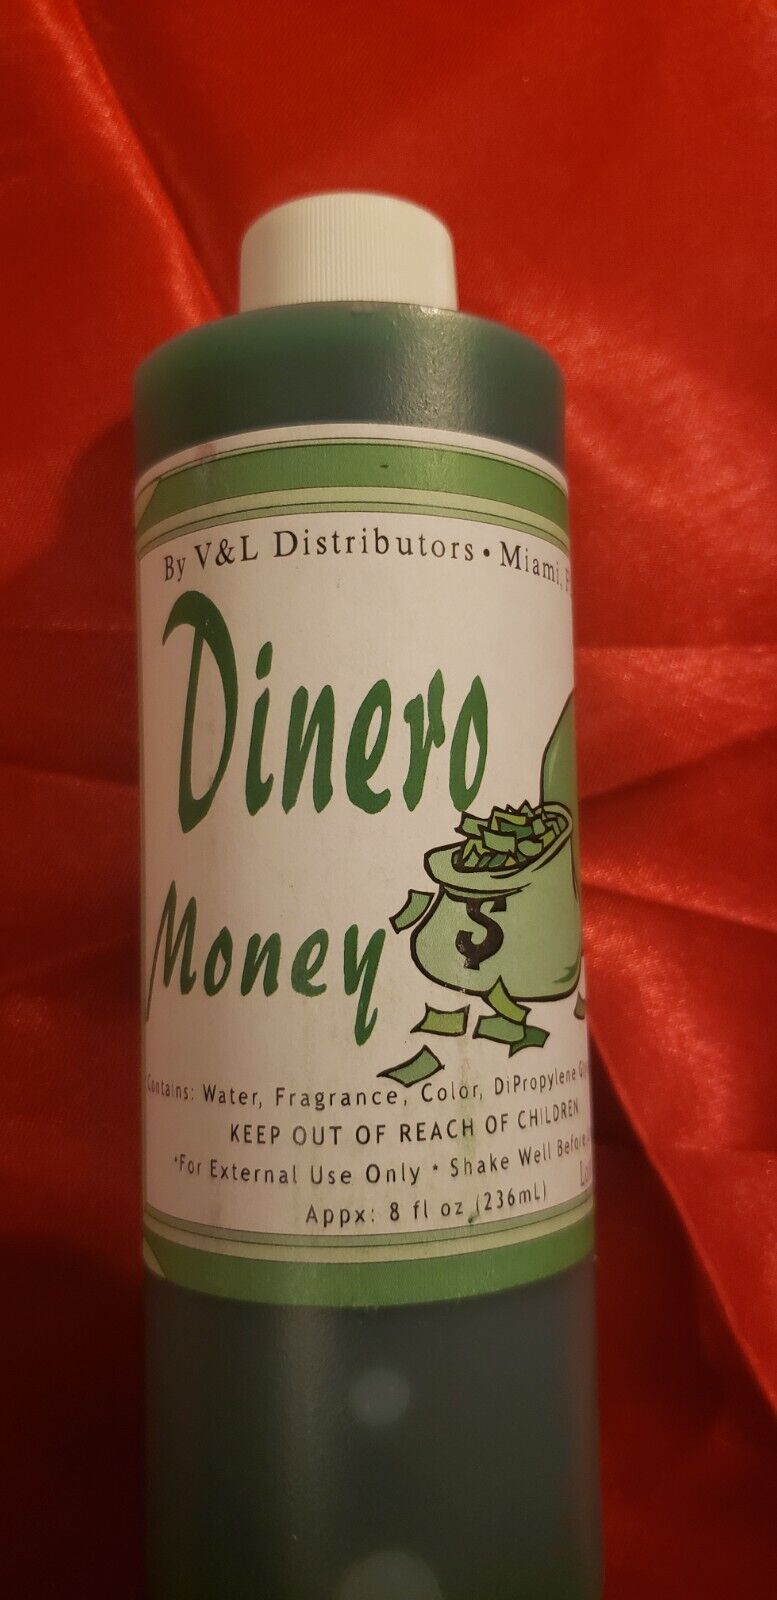 By V&L Distributors • Miami,
Dinero
Money
$
Contains: Water, Fragrance, Color, DiPropylene
KEEP OUT OF REACH OF CHILDREN
*For External Use Only * Shake Well Before
Appx: 8 fl oz (236mL)